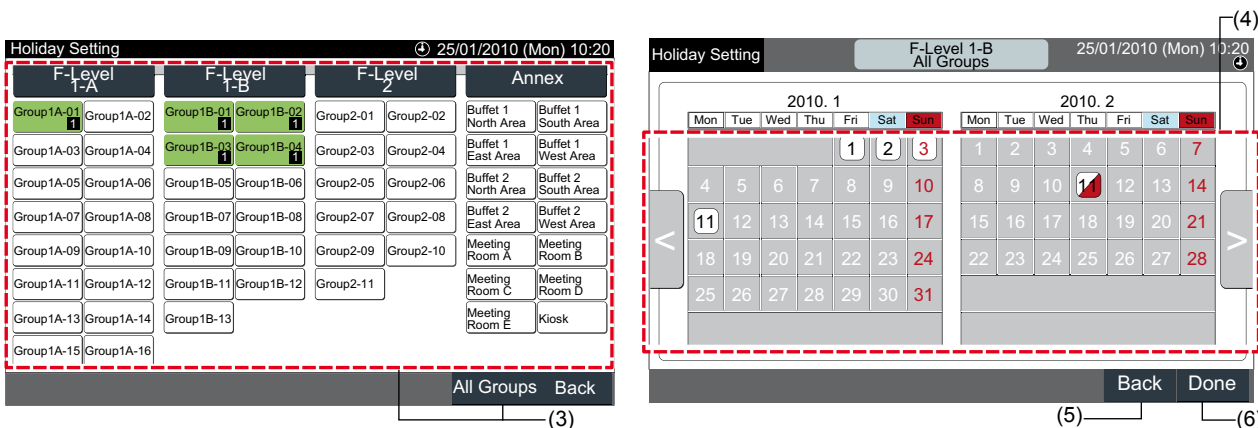 (4)
Holiday Setting 25/01/2010 (Mon) 10:20
F-Level 1-A F-Level 1-B F-Level 2 Annex
Group1A-01 1 Group1A-02 Group1B-01 1 Group1B-02 1 Group2-01 Group2-02 Buffet 1 North Area Buffet 1 South Area
Group1A-03 Group1A-04 Group1B-03 1 Group1B-04 1 Group2-03 Group2-04 Buffet 1 East Area Buffet 1 West Area
Group1A-05 Group1A-06 Group1B-05 Group1B-06 Group2-05 Group2-06 Buffet 2 North Area Buffet 2 South Area
Group1A-07 Group1A-08 Group1B-07 Group1B-08 Group2-07 Group2-08 Buffet 2 East Area Buffet 2 West Area
Group1A-09 Group1A-10 Group1B-09 Group1B-10 Group2-09 Group2-10 Meeting Room A Meeting Room B
Group1A-11 Group1A-12 Group1B-11 Group1B-12 Group2-11 Meeting Room C Meeting Room D
Group1A-13 Group1A-14 Group1B-13 Meeting Room E Kiosk
Group1A-15 Group1A-16
All Groups Back
(3)
Holiday Setting F-Level 1-B 25/01/2010 (Mon) 10:20
All Groups
2010. 1 2010. 2
Mon Tue Wed Thu Fri Sat Sun Mon Tue Wed Thu Fri Sat Sun
1 2 3 1 2 3 4 5 6 7
4 5 6 7 8 9 10 8 9 10 11 12 13 14
11 12 13 14 15 16 17 15 16 17 18 19 20 21
< >
18 19 20 21 22 23 24 22 23 24 25 26 27 28
25 26 27 28 29 30 31
Back Done
(5) (6)